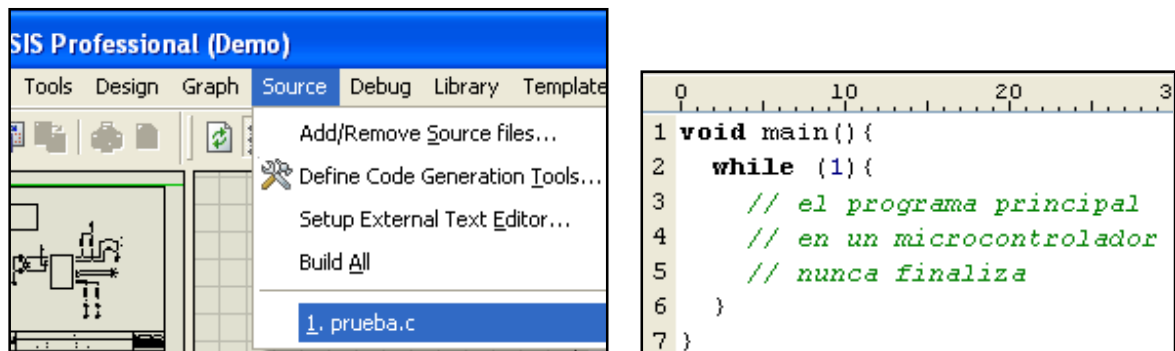 SIS Professional (Demo)
Tools Design Graph Source Debug Library Template
Add/Remove Source files...
Define Code Generation Tools...
Setup External Text Editor...
Build All
1. prueba.c
0 10 20 3
1 void main(){
2 while (1){
3 // el programa principal
4 // en un microcontrolador
5 // nunca finaliza
6 }
7 }